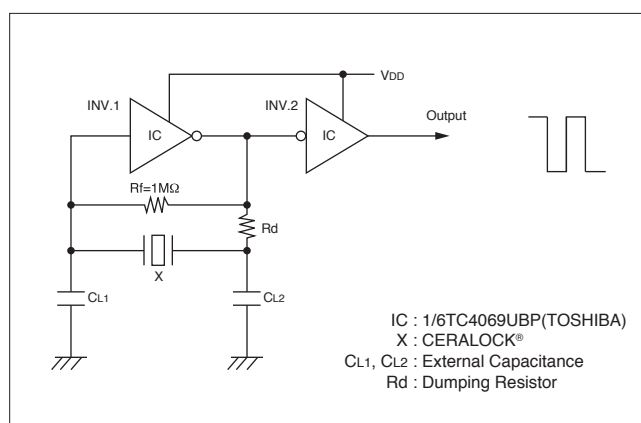 VDD
INV.1
INV.2
Output
IC
IC
Rf=1MΩ
Rd
X
CL1
CL2
IC : 1/6TC4069UBP(TOSHIBA)
X : CERALOCK®
CL1, CL2 : External Capacitance
Rd : Dumping Resistor